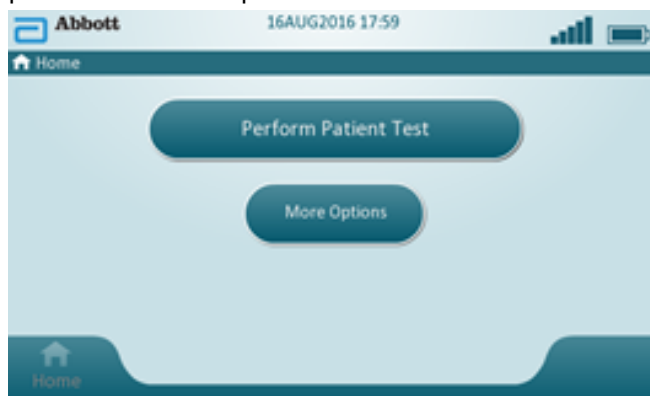 Abbott
16AUG2016 17:59
Home
Perform Patient Test
More Options
Home